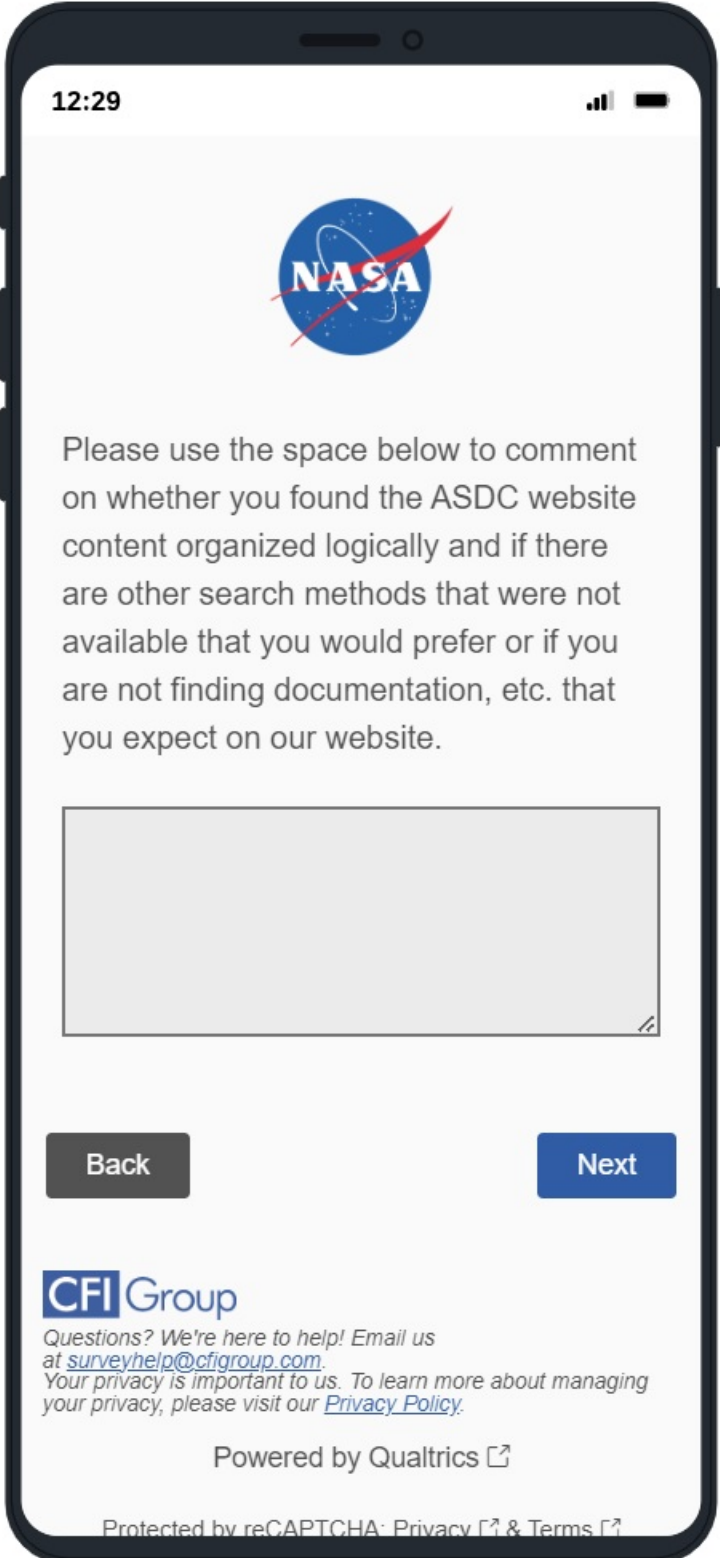 12:29
NASA
Please use the space below to comment
on whether you found the ASDC website
content organized logically and if there
are other search methods that were not
available that you would prefer or if you
are not finding documentation, etc. that
you expect on our website.
Back
Next
CFI Group
Questions? We're here to help! Email us
at surveyhelp@cfigroup.com.
Your privacy is important to us. To learn more about managing
your privacy, please visit our Privacy Policy.
Powered by Qualtrics
Protected by reCAPTCHA: Privacy & Terms